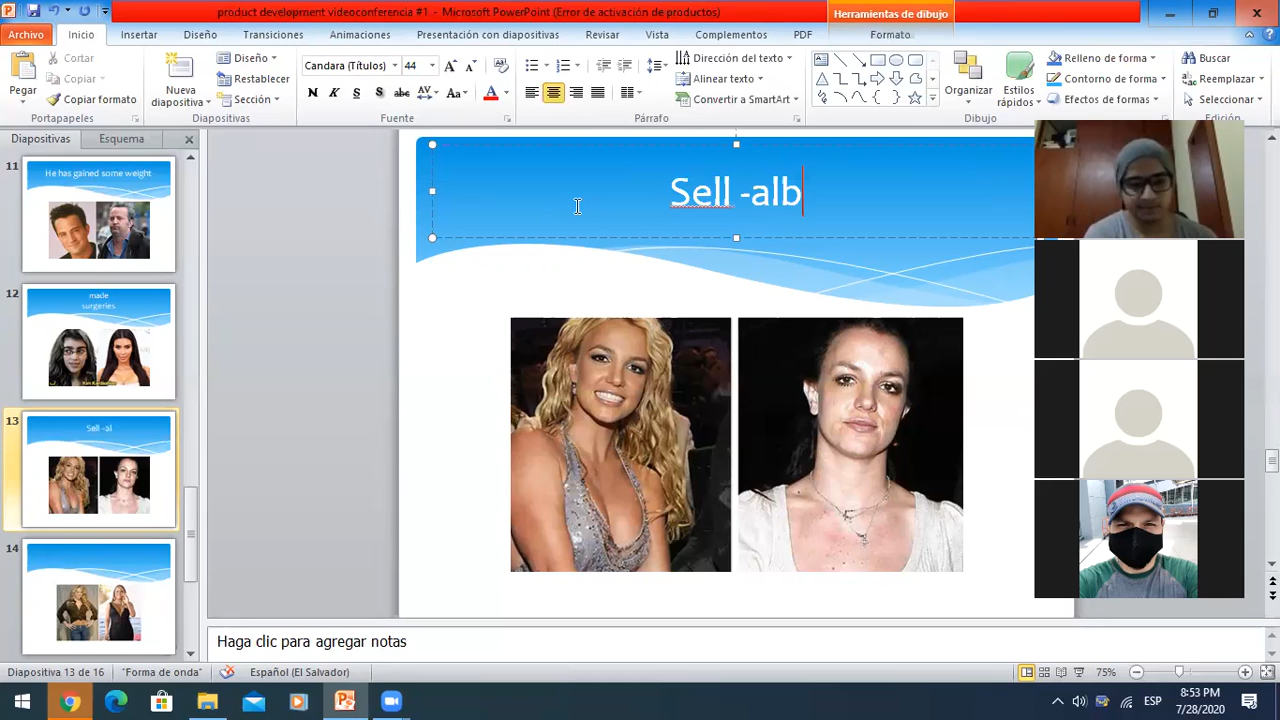 product development videoconferencia #1 - Microsoft PowerPoint (Error de activación de productos)
Herramientas de dibujo
Archivo Inicio Insertar Diseño Transiciones Animaciones Presentación con diapositivas Revisar Vista Complementos PDF Formato
Pegar
Cortar
Copiar
Copiar formato
Portapapeles
Nueva diapositiva
Diseño
Restablecer
Sección
Diapositivas
Candara (Títulos) 44
N K S S abc AV Aa A
Fuente
Dirección del texto
Alinear texto
Convertir a SmartArt
Párrafo
Organizar
Estilos rápidos
Relleno de forma
Contorno de forma
Efectos de formas
Dibujo
Buscar
Reemplazar
Seleccionar
Edición
Diapositivas Esquema
11
He has gained some weight
12
made
surgeries
13
Sell -al
14
Sell -alb
Haga clic para agregar notas
Diapositiva 13 de 16 "Forma de onda" Español (El Salvador) 75%
ESP
8:53 PM
7/28/2020